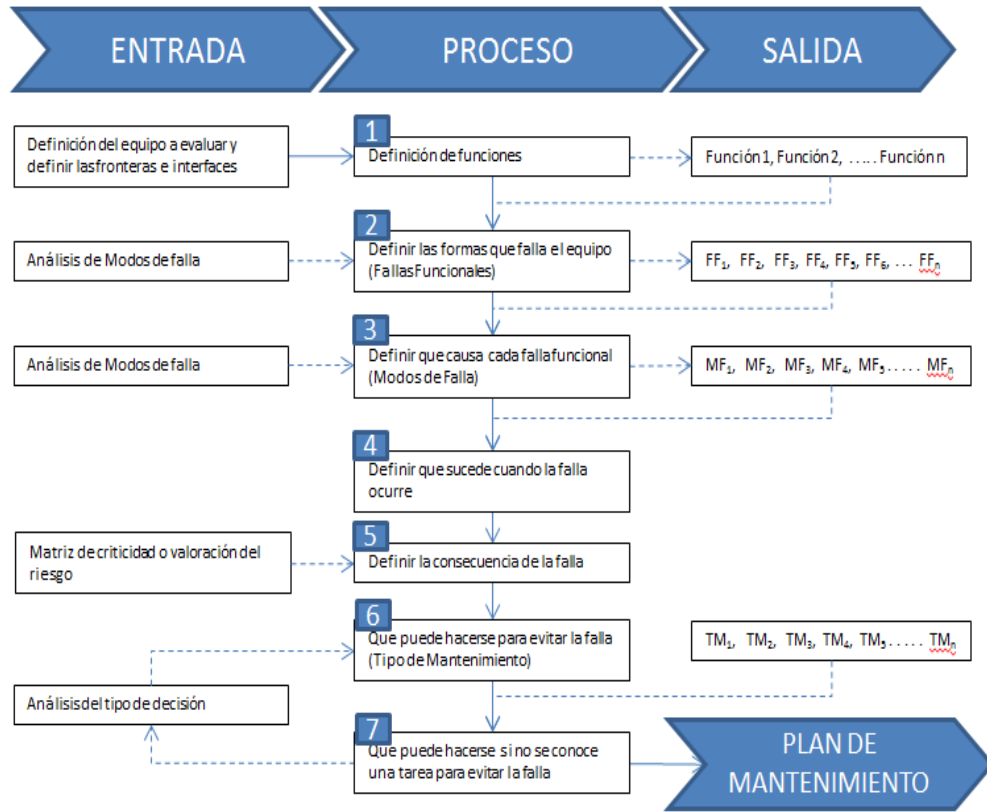 ENTRADA
PROCESO
SALIDA
Definición del equipo a evaluar y
definir lasfronteras e interfaces
1
Definición de funciones
Función 1, Función 2, ..... Función n
2
Análisis de Modos de falla
Definir las formas que falla el equipo
(Fallas Funcionales)
FF1, FF2, FF3, FF4, FF5, FF6, ... FFn
3
Análisis de Modos de falla
Definir que causa cada falla funcional
(Modos de Falla)
MF1, MF2, MF3, MF4, MF5 ..... MFn
4
Definir que sucede cuando la falla
ocurre
5
Matriz de criticidad o valoración del
riesgo
Definir la consecuencia de la falla
6
Que puede hacerse para evitar la falla
(Tipo de Mantenimiento)
TM1, TM2, TM3, TM4, TM5 ..... TMn
Análisis del tipo de decisión
7
Que puede hacerse si no se conoce
una tarea para evitar la falla
PLAN DE
MANTENIMIENTO